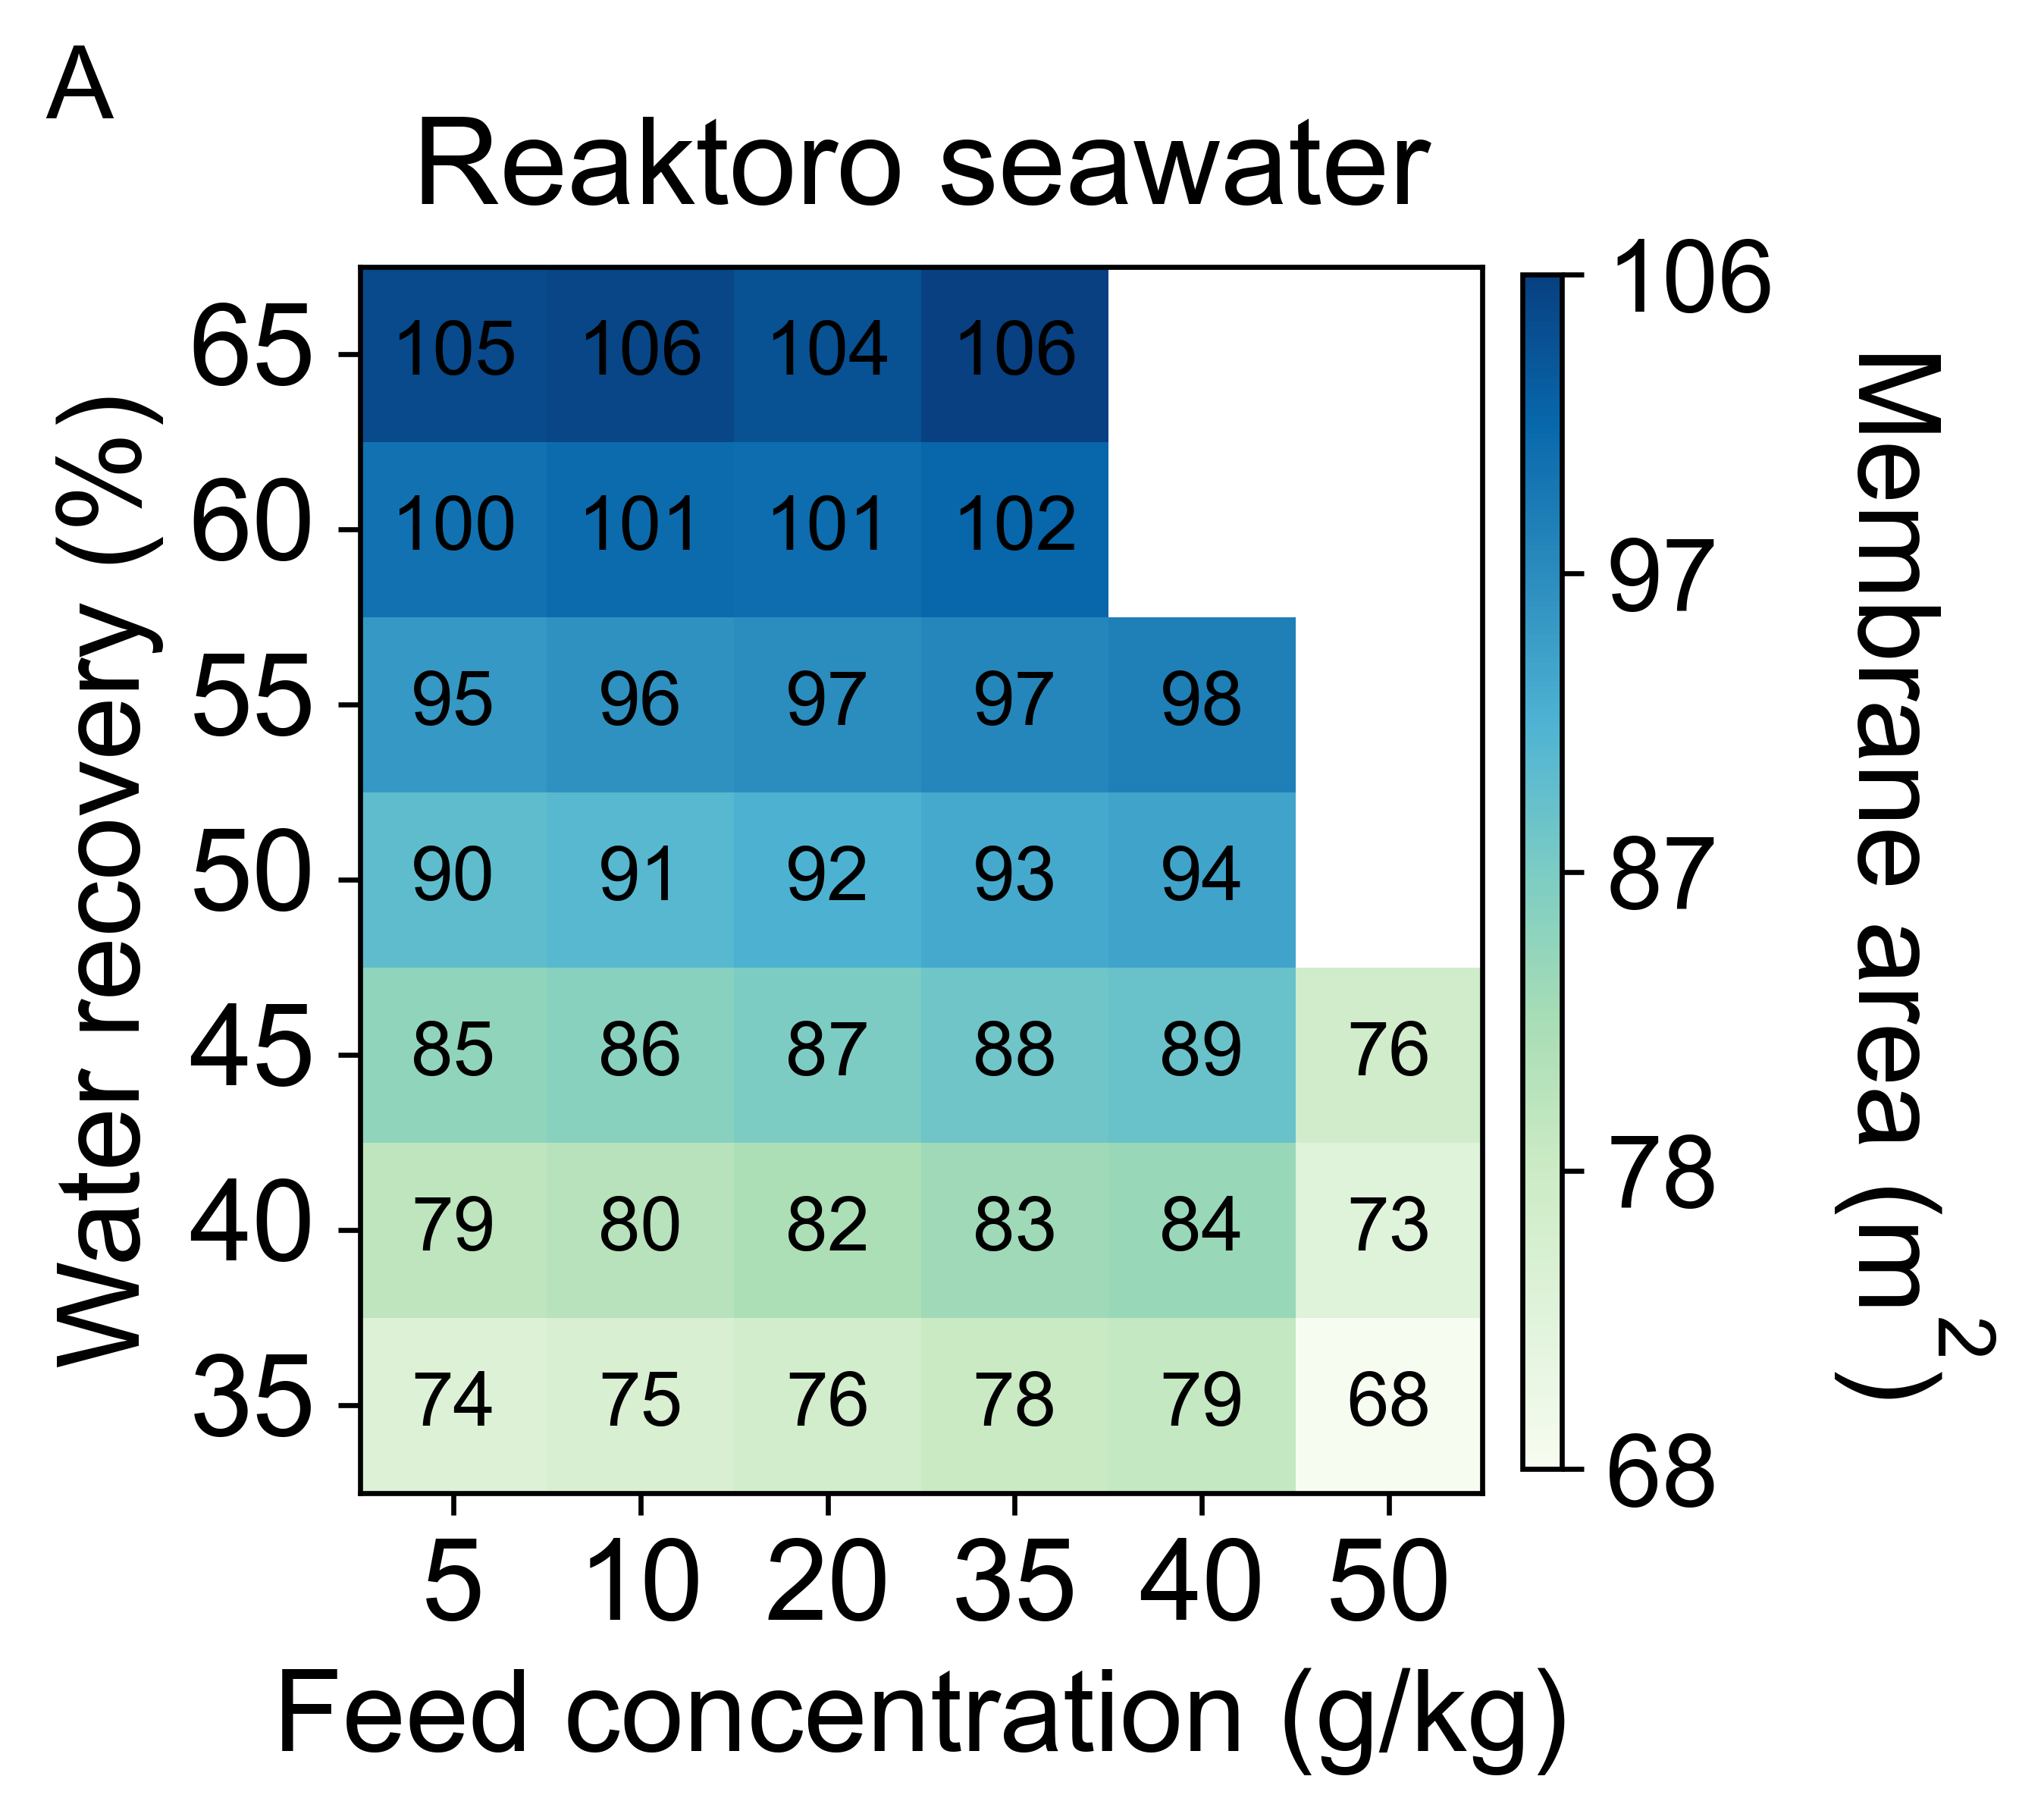 A
Reaktoro seawater
Water recovery (%)
65
60
55
50
45
40
35
105 106 104 106
100 101 101 102
95 96 97 97 98
90 91 92 93 94
85 86 87 88 89 76
79 80 82 83 84 73
74 75 76 78 79 68
5 10 20 35 40 50
Feed concentration (g/kg)
106
97
87
78
68
Membrane area (m²)